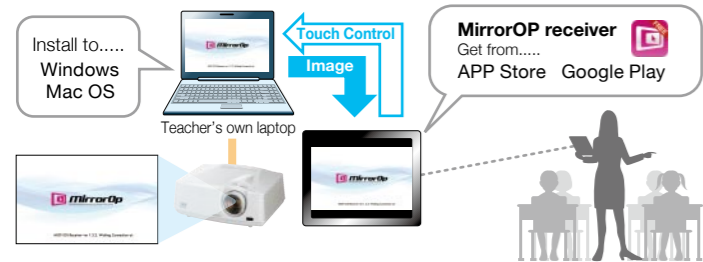 Install to.....
Windows
Mac OS
MirrorOp
Touch Control
Image
MirrorOP receiver
Get from.....
APP Store Google Play
Teacher's own laptop
MirrorOp
MirrorOp